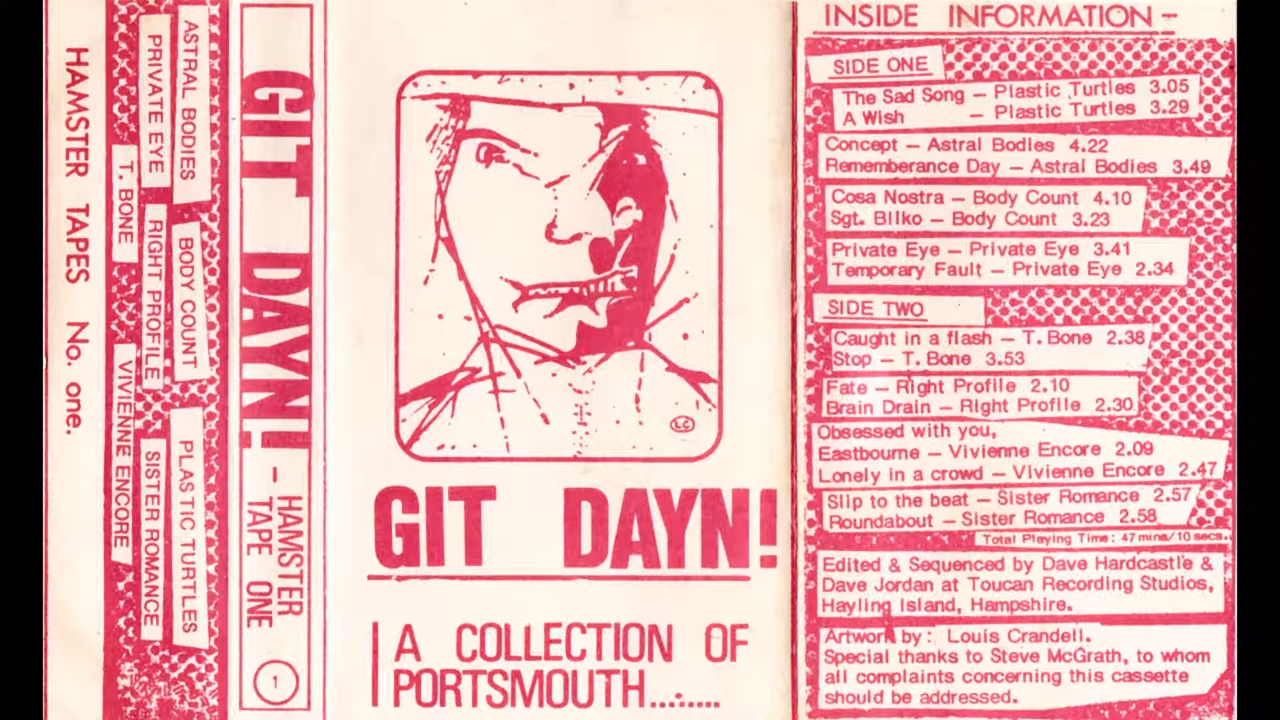 HAMSTER TAPES No. one.
ASTRAL BODIES
PRIVATE EYE
T. BONE
BODY COUNT
RIGHT PROFILE
VIVIENNE ENCORE
PLASTIC TURTLES
SISTER ROMANCE
GIT DAYN! - HAMSTER
TAPE ONE
1
LC
GIT DAYN!
A COLLECTION OF
PORTSMOUTH.........
INSIDE INFORMATION –
SIDE ONE
The Sad Song – Plastic Turtles 3.05
A Wish – Plastic Turtles 3.29
Concept – Astral Bodies 4.22
Rememberance Day – Astral Bodies 3.49
Cosa Nostra – Body Count 4.10
Sgt. Bilko – Body Count 3.23
Private Eye – Private Eye 3.41
Temporary Fault – Private Eye 2.34
SIDE TWO
Caught in a flash – T. Bone 2.38
Stop – T. Bone 3.53
Fate – Right Profile 2.10
Brain Drain – Right Profile 2.30
Obsessed with you,
Eastbourne – Vivienne Encore 2.09
Lonely in a crowd – Vivienne Encore 2.47
Slip to the beat – Sister Romance 2.57
Roundabout – Sister Romance 2.58
Total Playing Time: 47 mins/10 secs.
Edited & Sequenced by Dave Hardcastle &
Dave Jordan at Toucan Recording Studios,
Hayling Island, Hampshire.
Artwork by: Louis Crandell.
Special thanks to Steve McGrath, to whom
all complaints concerning this cassette
should be addressed.